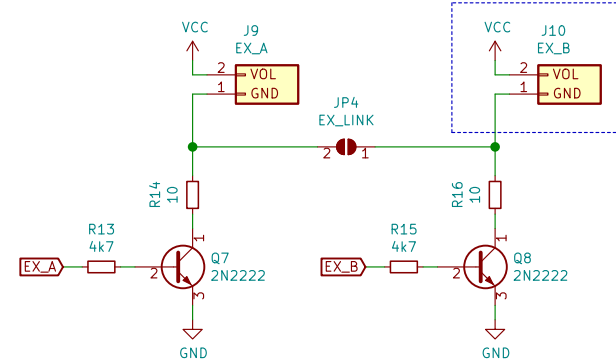 VCC
J9
EX_A
2
VOL
1
GND
VCC
J10
EX_B
2
VOL
1
GND
JP4
EX_LINK
2
1
R14
10
R16
10
R13
4k7
EX_A
2
1
3
Q7
2N2222
R15
4k7
EX_B
2
1
3
Q8
2N2222
GND
GND